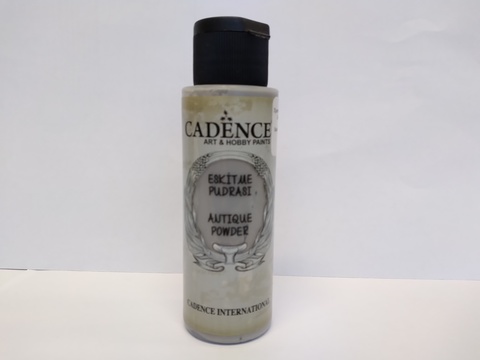 CADENCE
ART & HOBBY PAINTS
ESKİTME
PUDRASI
ANTIQUE
POWDER
CADENCE INTERNATIONAL